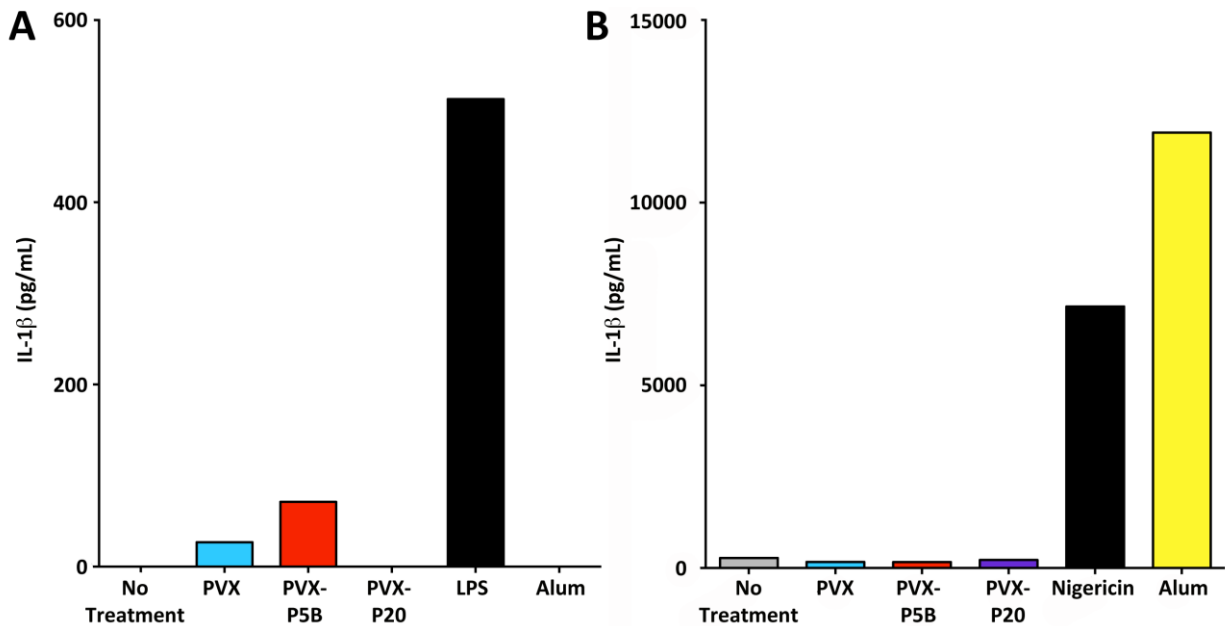 A
600
400
200
0
IL-1β (pg/mL)
No
Treatment
PVX
PVX-
P5B
PVX-
P20
LPS
Alum
B
15000
10000
5000
0
IL-1β (pg/mL)
No
Treatment
PVX
PVX-
P5B
PVX-
P20
Nigericin
Alum